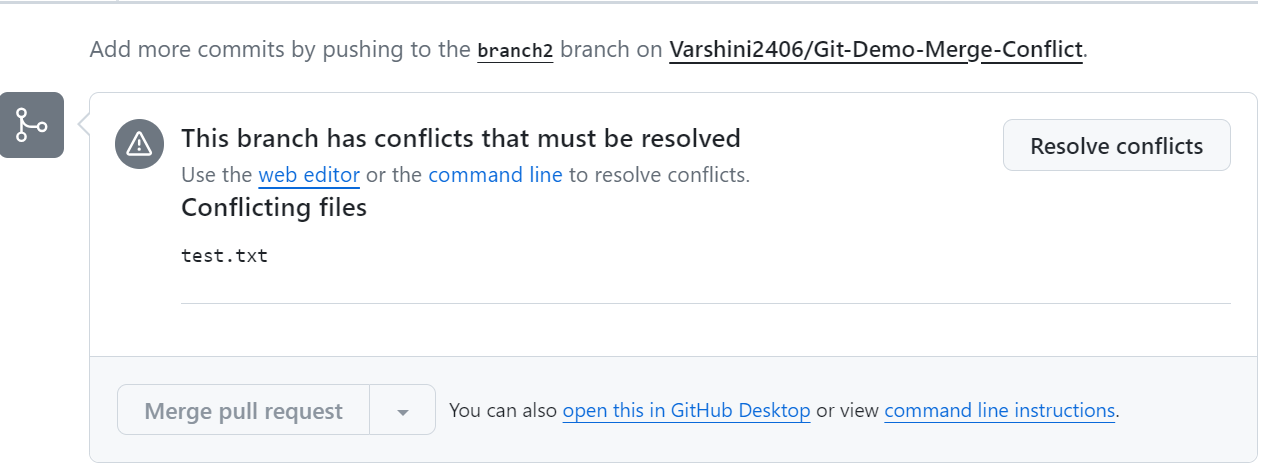 Add more commits by pushing to the branch2 branch on Varshini2406/Git-Demo-Merge-Conflict.
This branch has conflicts that must be resolved
Resolve conflicts
Use the web editor or the command line to resolve conflicts.
Conflicting files
test.txt
Merge pull request
You can also open this in GitHub Desktop or view command line instructions.